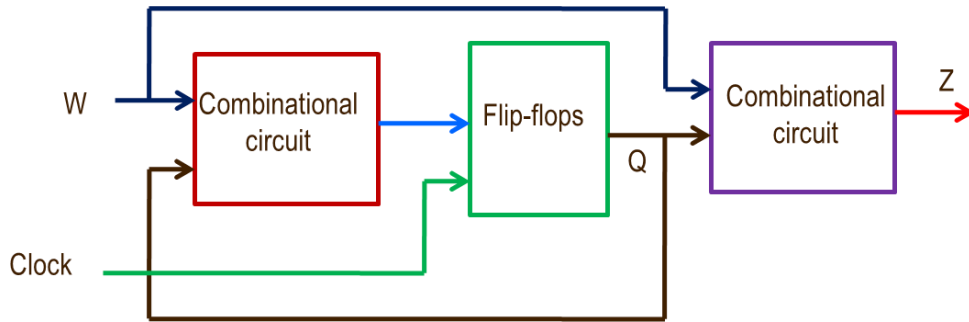 W
Combinational
circuit
Flip-flops
Q
Combinational
circuit
Z
Clock